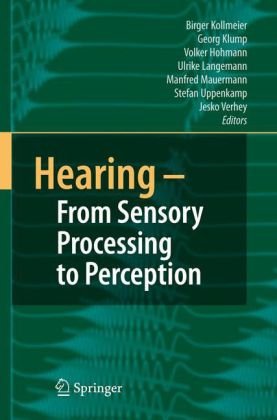 Birger Kollmeier
Georg Klump
Volker Hohmann
Ulrike Langemann
Manfred Mauermann
Stefan Uppenkamp
Jesko Verhey
Editors
Hearing –
From Sensory
Processing
to Perception
Springer